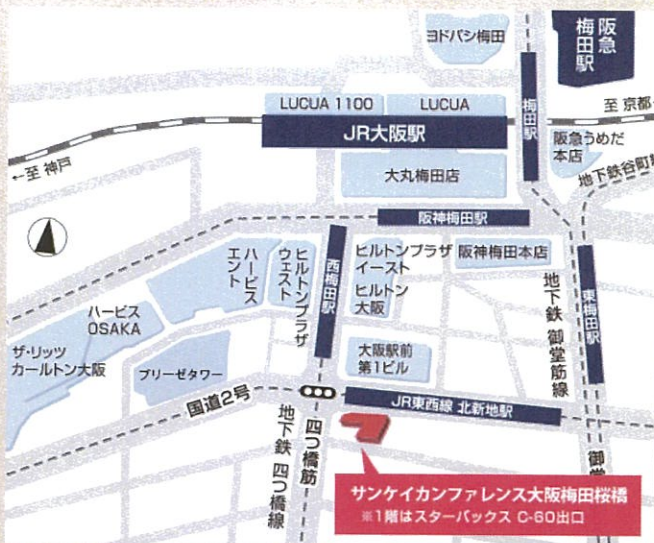 ヨドバシ梅田
阪急
梅田駅
LUCUA 1100
LUCUA
梅田駅
至 京都
JR大阪駅
阪急うめだ
本店
←至 神戸
大丸梅田店
地下鉄谷町
阪神梅田駅
ハービス
エント
ヒルトンプラザ
ウェスト
西梅田駅
ヒルトンプラザ
イースト
ヒルトン
大阪
阪神梅田本店
地下鉄 御堂筋線
東梅田駅
ハービス
OSAKA
ザ・リッツ
カールトン大阪
ブリーゼタワー
大阪駅前
第1ビル
国道2号
JR東西線 北新地駅
地下鉄 四つ橋線
四つ橋筋
御堂
サンケイカンファレンス大阪梅田桜橋
※1階はスターバックス C-60出口